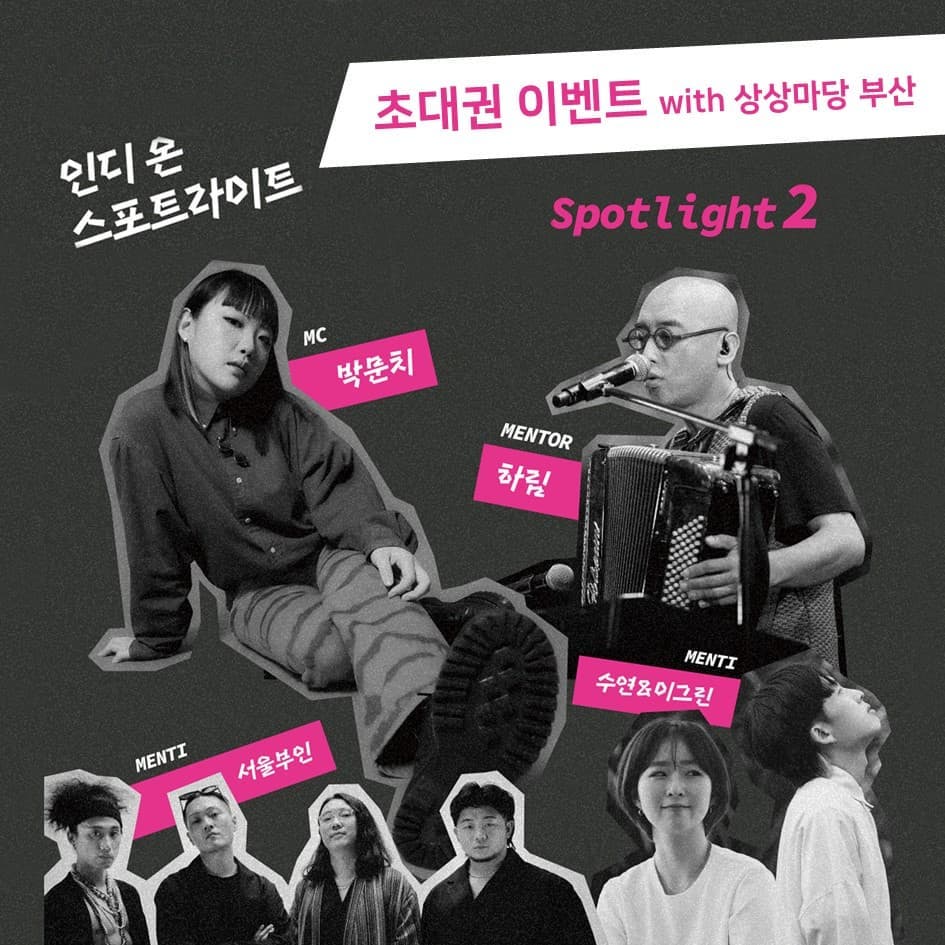 초대권 이벤트 with 상상마당 부산
인디 온
스포트라이트
Spotlight 2
MC
박문치
MENTOR
하림
MENTI
수연&이그린
MENTI
서울부인